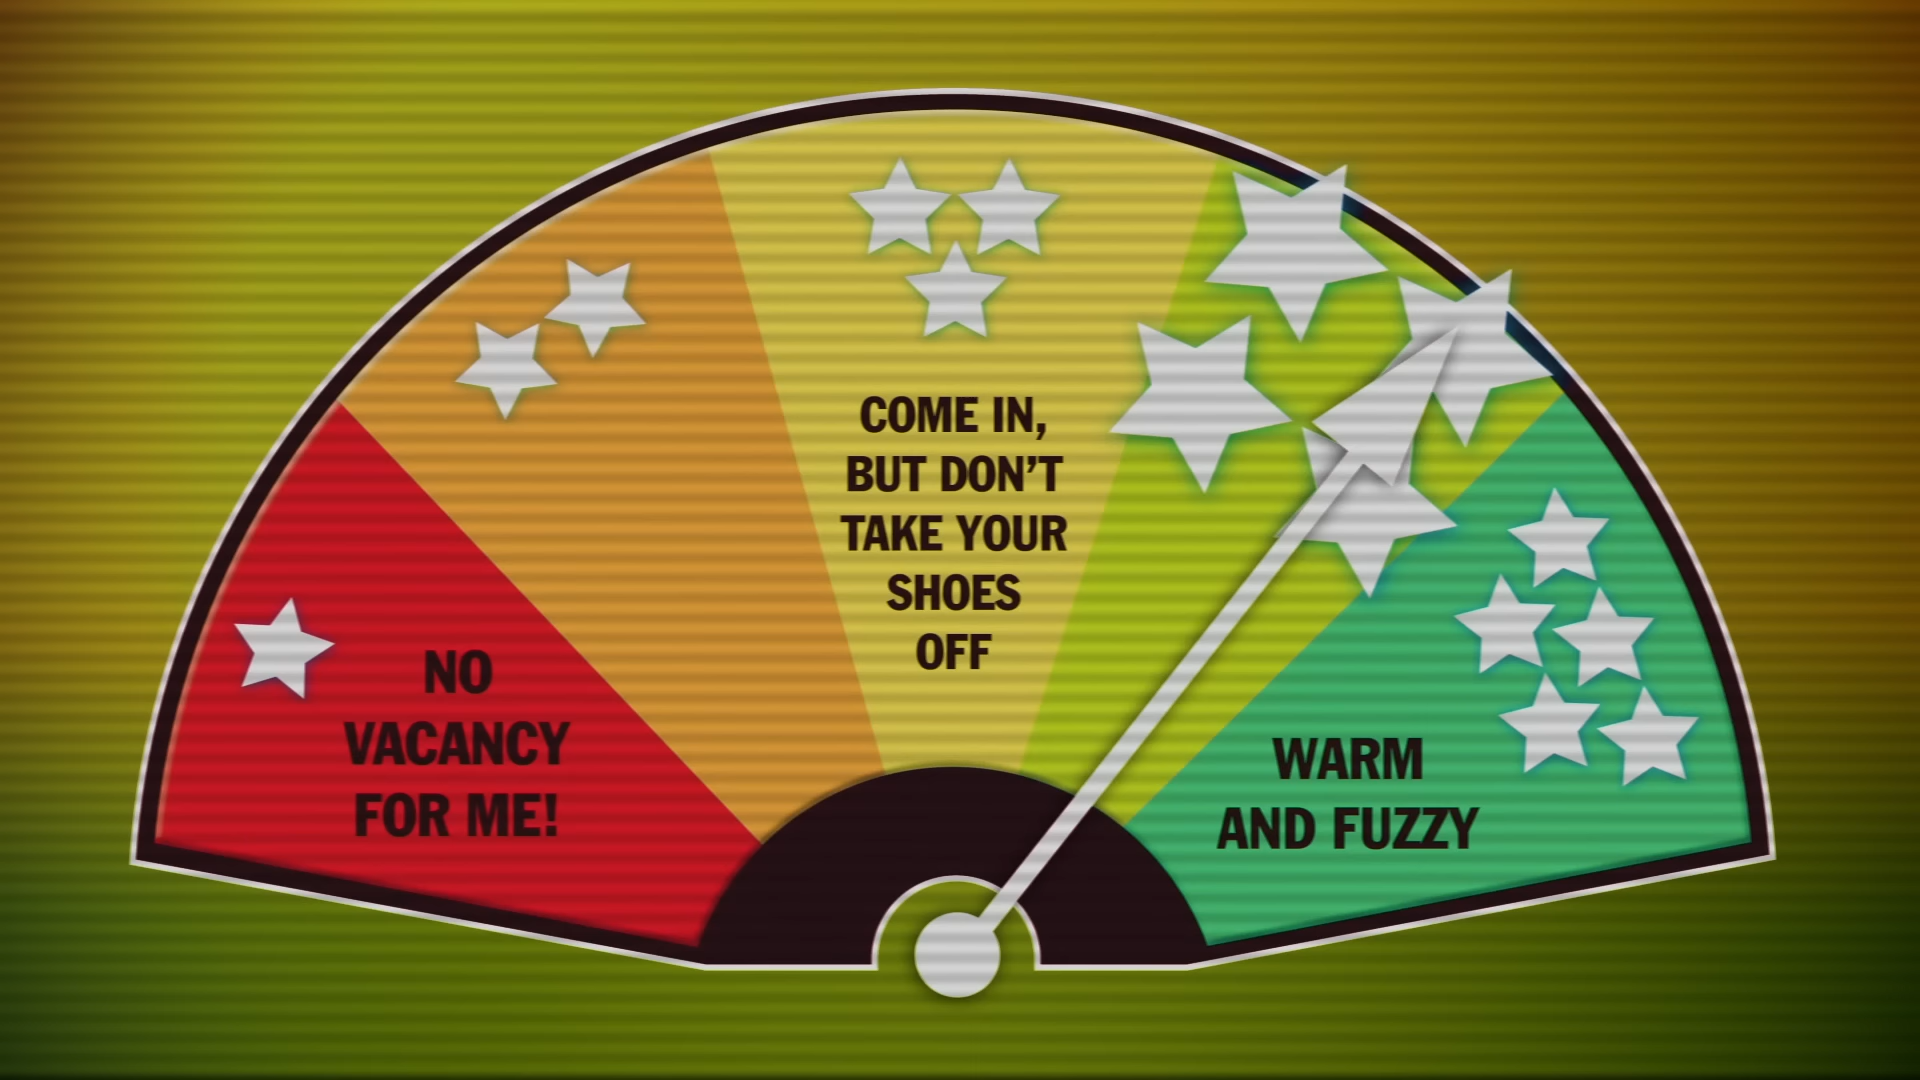 NO
VACANCY
FOR ME!
COME IN,
BUT DON'T
TAKE YOUR
SHOES
OFF
WARM
AND FUZZY